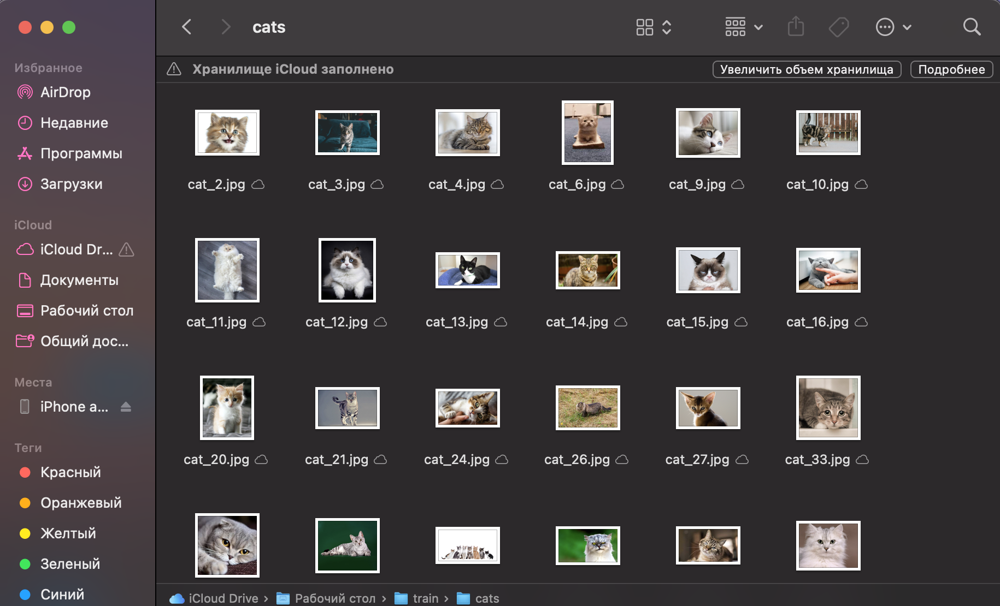 cats
Хранилище iCloud заполнено
Увеличить объем хранилища
Подробнее
Избранное
AirDrop
Недавние
Программы
Загрузки
iCloud
iCloud Dr...
Документы
Рабочий стол
Общий дос...
Места
iPhone a...
Теги
Красный
Оранжевый
Желтый
Зеленый
Синий
cat_2.jpg
cat_3.jpg
cat_4.jpg
cat_6.jpg
cat_9.jpg
cat_10.jpg
cat_11.jpg
cat_12.jpg
cat_13.jpg
cat_14.jpg
cat_15.jpg
cat_16.jpg
cat_20.jpg
cat_21.jpg
cat_24.jpg
cat_26.jpg
cat_27.jpg
cat_33.jpg
iCloud Drive › Рабочий стол › train › cats